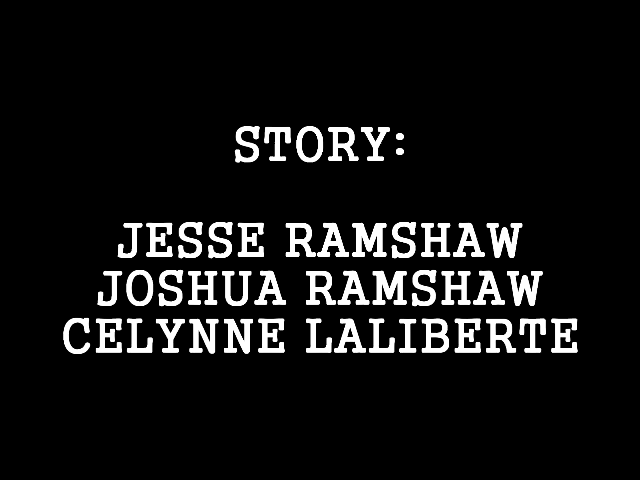 STORY:
JESSE RAMSHAW
JOSHUA RAMSHAW
CELYNNE LALIBERTE